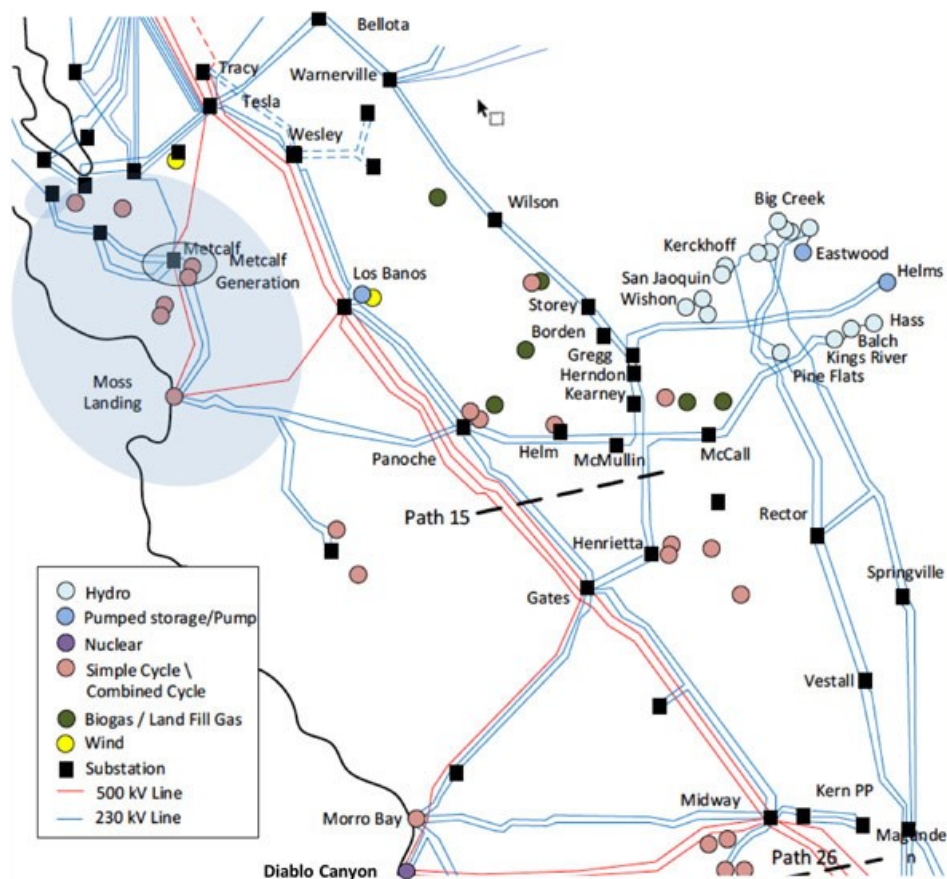 Bellota
Tracy
Warnerville
Tesla
Wesley
Wilson
Big Creek
Kerckhoff
Metcalf
Eastwood
Metcalf
Generation
Los Banos
San Jaoquin
Helms
Wishon
Storey
Borden
Hass
Gregg
Balch
Herndon
Kings River
Kearney
Pine Flats
Moss
Landing
Helm
McMullin
McCall
Panoche
Path 15
Rector
Henrietta
Springville
Gates
Hydro
Pumped storage/Pump
Nuclear
Simple Cycle \
Combined Cycle
Biogas / Land Fill Gas
Wind
Substation
500 kV Line
230 kV Line
Vestall
Midway
Kern PP
Morro Bay
Magunde
n
Path 26
Diablo Canyon